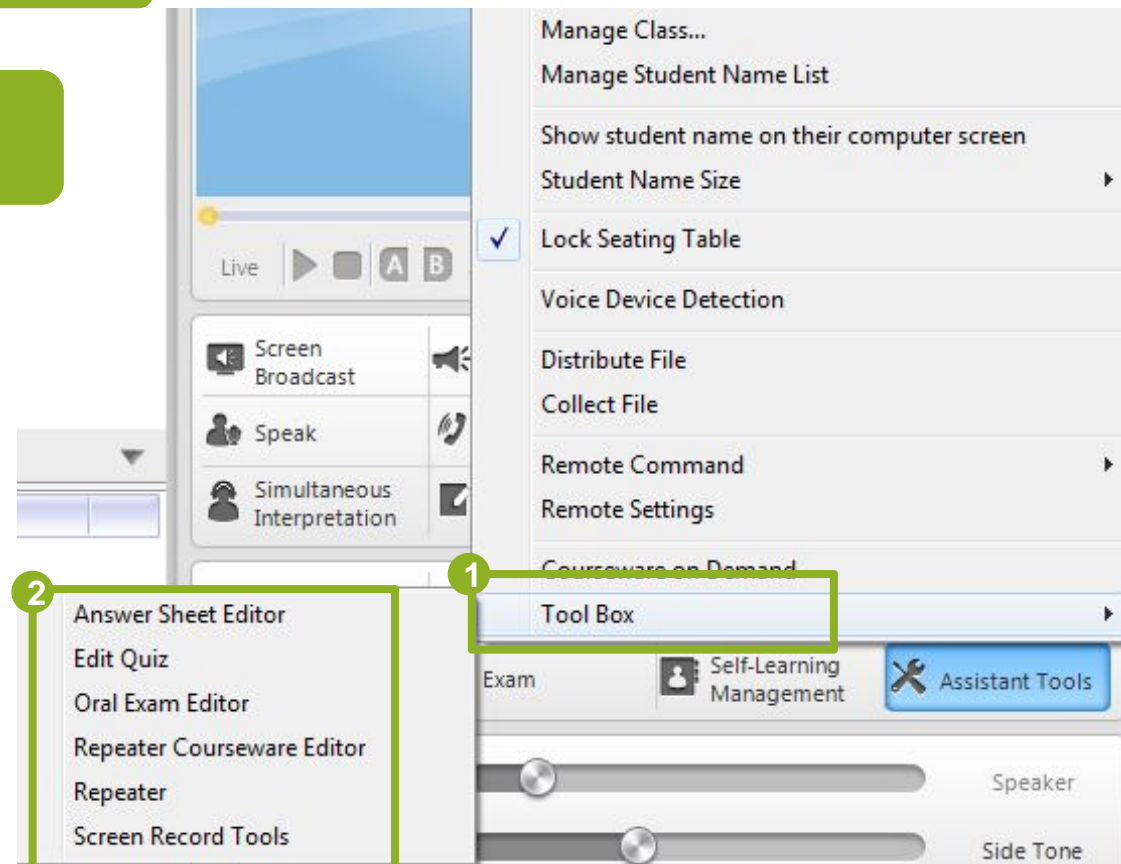 Manage Class...
Manage Student Name List
Show student name on their computer screen
Student Name Size
Lock Seating Table
Live
A
B
Voice Device Detection
Screen
Broadcast
Distribute File
Collect File
Speak
Remote Command
Simultaneous
Interpretation
Remote Settings
Courseware on Demand
1
Tool Box
2
Answer Sheet Editor
Edit Quiz
Oral Exam Editor
Repeater Courseware Editor
Repeater
Screen Record Tools
Exam
Self-Learning
Management
Assistant Tools
Speaker
Side Tone